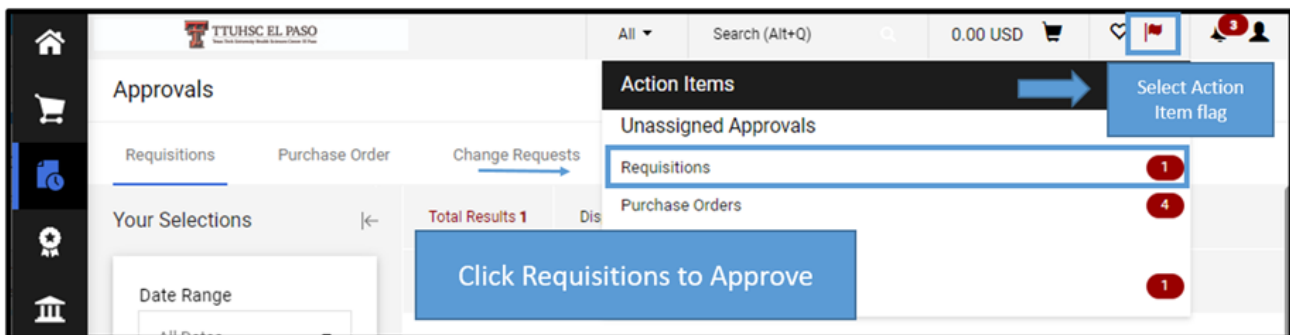 TTUHSC EL PASO
All
Search (Alt+Q)
0.00 USD
3
Approvals
Action Items
Select Action
Item flag
Unassigned Approvals
Requisitions
Purchase Order
Change Requests
Requisitions
1
Purchase Orders
4
Your Selections
Total Results 1
Dis
Click Requisitions to Approve
1
Date Range
All Dates